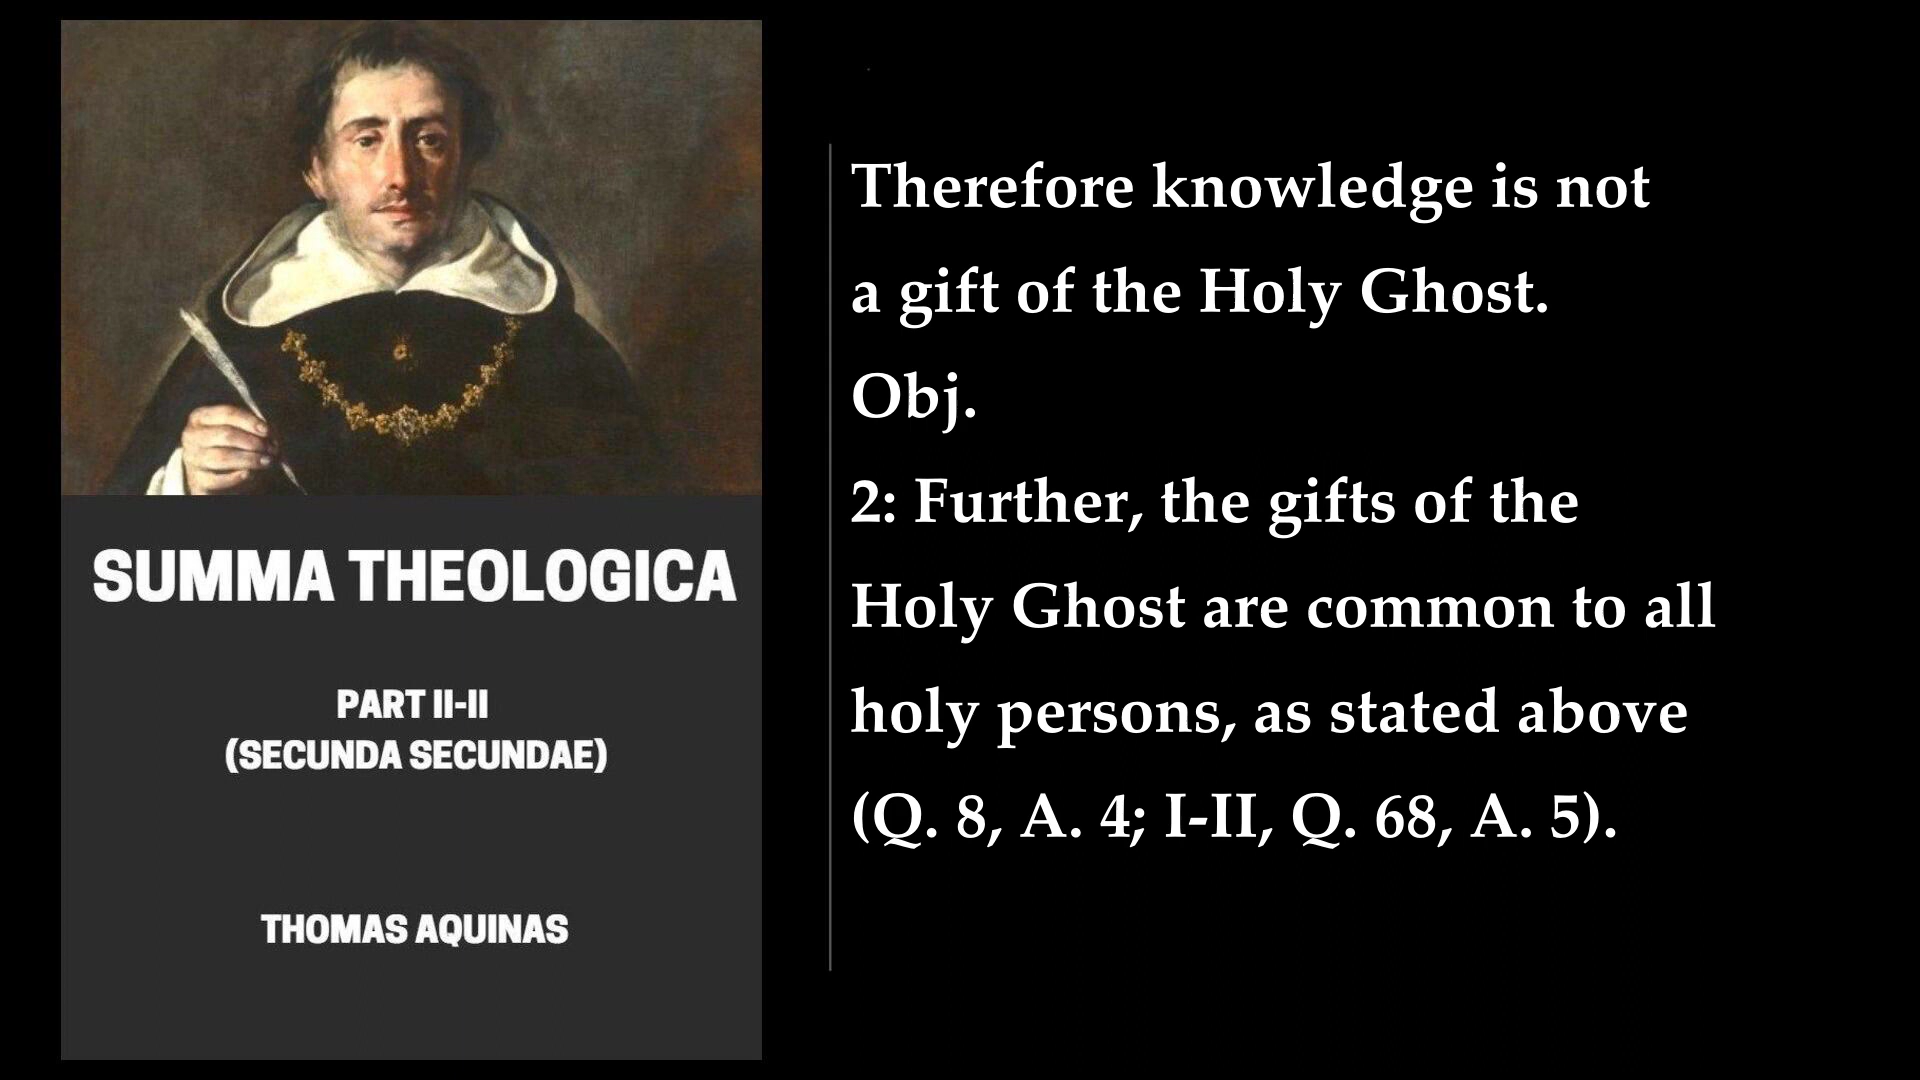 SUMMA THEOLOGICA
PART II-II
(SECUNDA SECUNDAE)
THOMAS AQUINAS
Therefore knowledge is not
a gift of the Holy Ghost.
Obj.
2: Further, the gifts of the
Holy Ghost are common to all
holy persons, as stated above
(Q. 8, A. 4; I-II, Q. 68, A. 5).